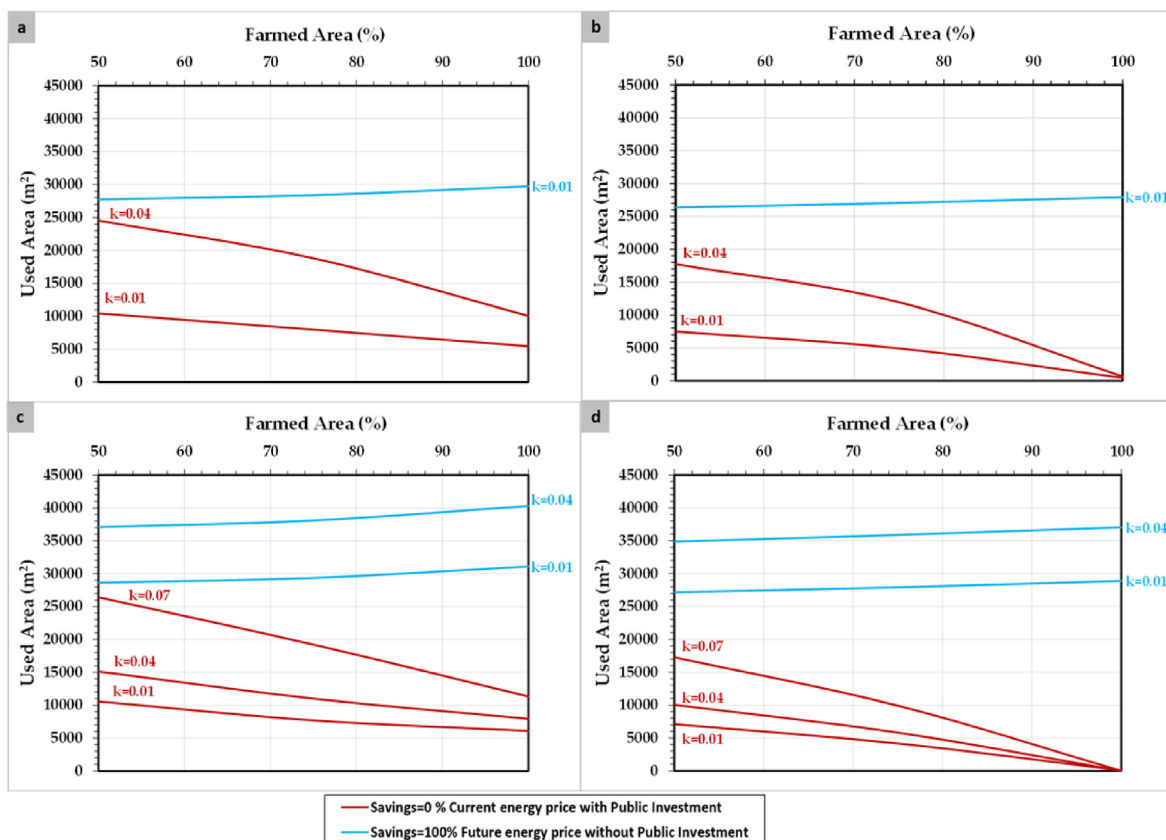 a
Farmed Area (%)
50 60 70 80 90 100
45000
40000
35000
30000
25000
20000
15000
10000
5000
0
Used Area (m²)
k=0.01
k=0.04
k=0.01
b
Farmed Area (%)
50 60 70 80 90 100
45000
40000
35000
30000
25000
20000
15000
10000
5000
0
Used Area (m²)
k=0.01
k=0.04
k=0.01
c
Farmed Area (%)
50 60 70 80 90 100
45000
40000
35000
30000
25000
20000
15000
10000
5000
0
Used Area (m²)
k=0.04
k=0.01
k=0.07
k=0.04
k=0.01
d
Farmed Area (%)
50 60 70 80 90 100
45000
40000
35000
30000
25000
20000
15000
10000
5000
0
Used Area (m²)
k=0.04
k=0.01
k=0.07
k=0.04
k=0.01
Savings=0 % Current energy price with Public Investment
Savings=100% Future energy price without Public Investment